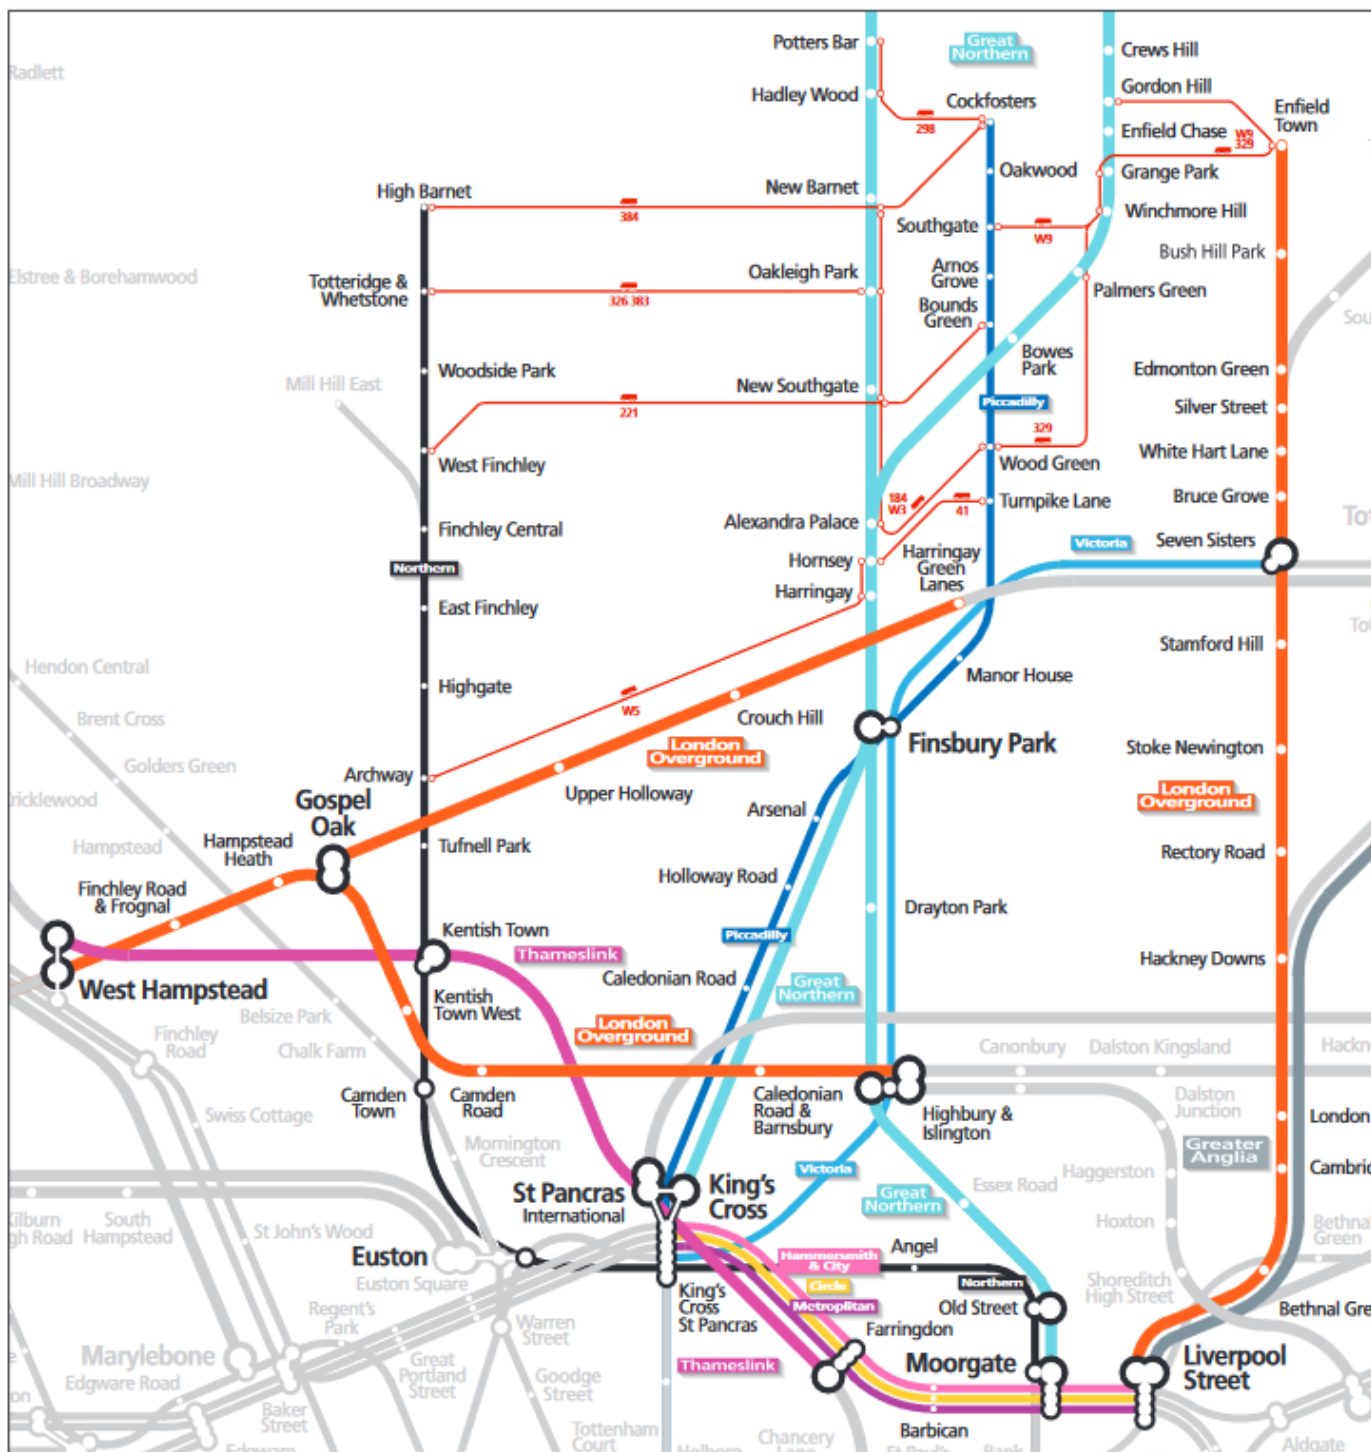 Potters Bar
Great
Northern
Crews Hill
Radlett
Hadley Wood
Cockfosters
Gordon Hill
Enfield
Town
298
Enfield Chase
W9
329
Oakwood
Grange Park
High Barnet
New Barnet
384
Southgate
W9
Winchmore Hill
Bush Hill Park
Elstree & Borehamwood
Totteridge &
Whetstone
326 383
Oakleigh Park
Arnos
Grove
Palmers Green
Bounds
Green
Bowes
Park
Woodside Park
Mill Hill East
New Southgate
221
Piccadilly
Edmonton Green
Silver Street
329
West Finchley
Wood Green
White Hart Lane
Mill Hill Broadway
184
W3
41
Turnpike Lane
Bruce Grove
Finchley Central
Alexandra Palace
Victoria
Seven Sisters
Northern
Hornsey
Harringay
Green
Lanes
Harringay
East Finchley
Stamford Hill
Hendon Central
Highgate
Manor House
W5
Brent Cross
Crouch Hill
London
Overground
Finsbury Park
Stoke Newington
Golders Green
Archway
Upper Holloway
London
Overground
Gospel
Oak
Arsenal
Hampstead
Hampstead
Heath
Tufnell Park
Rectory Road
Finchley Road
& Frognal
Holloway Road
Drayton Park
Kentish Town
Thameslink
Piccadilly
West Hampstead
Caledonian Road
Great
Northern
Hackney Downs
Kentish
Town West
Belsize Park
London
Overground
Finchley
Road
Chalk Farm
Canonbury
Dalston Kingsland
Camden
Town
Camden
Road
Caledonian
Road &
Barnsbury
Highbury &
Islington
Dalston
Junction
London
Swiss Cottage
Mornington
Crescent
Greater
Anglia
Victoria
Haggerston
St Pancras
International
King's
Cross
Great
Northern
Essex Road
South
Hampstead
St John's Wood
Hoxton
Bethnal
Green
Euston
Euston Square
Hammersmith
& City
Angel
Circle
Northern
Metroplitan
Old Street
Shoreditch
High Street
King's
Cross
St Pancras
Regent's
Park
Warren
Street
Farringdon
Marylebone
Great
Portland
Street
Thameslink
Moorgate
Liverpool
Street
Edgware Road
Goodge
Street
Baker
Street
Barbican
Tottenham
Court
Chancery
Aldgate